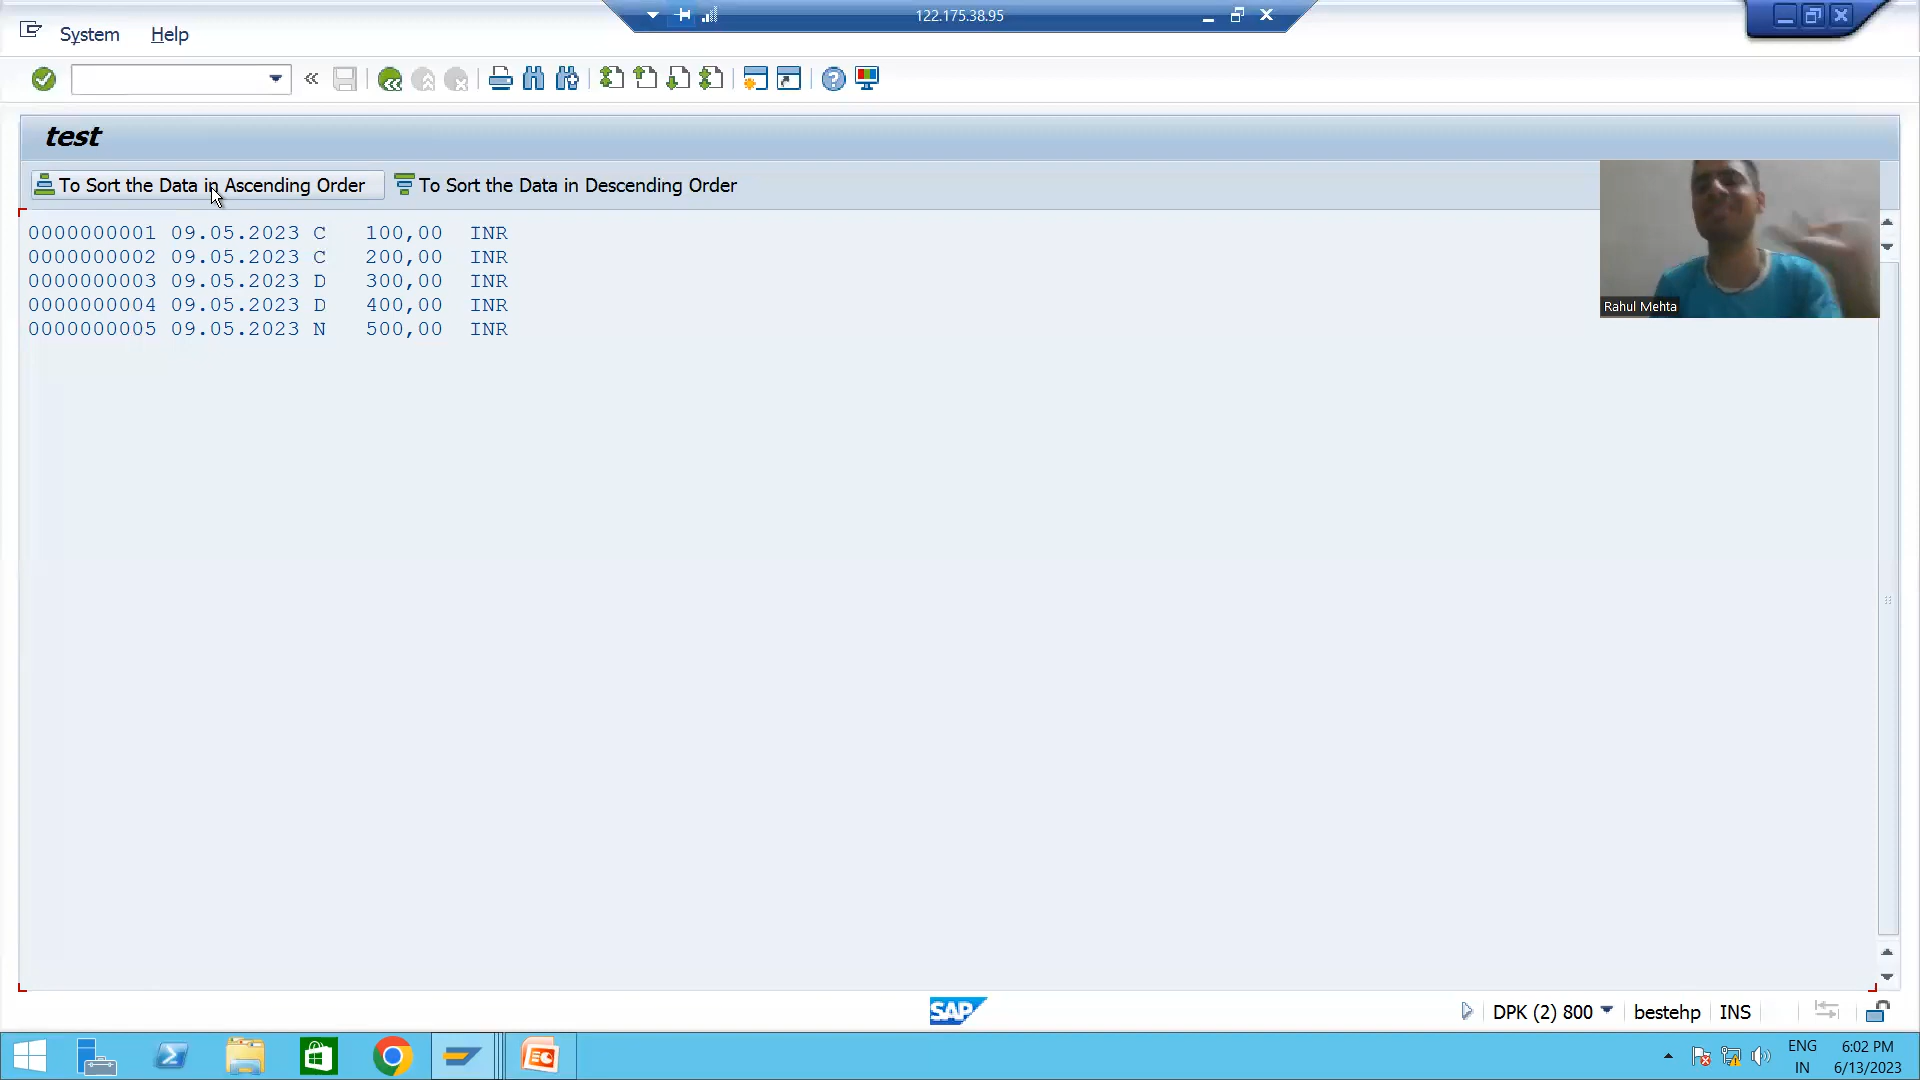 122.175.38.95
System Help
test
To Sort the Data in Ascending Order To Sort the Data in Descending Order
0000000001 09.05.2023 C 100,00 INR
0000000002 09.05.2023 C 200,00 INR
0000000003 09.05.2023 D 300,00 INR
0000000004 09.05.2023 D 400,00 INR
0000000005 09.05.2023 N 500,00 INR
Rahul Mehta
SAP
DPK (2) 800 bestehp INS
ENG 6:02 PM
IN 6/13/2023